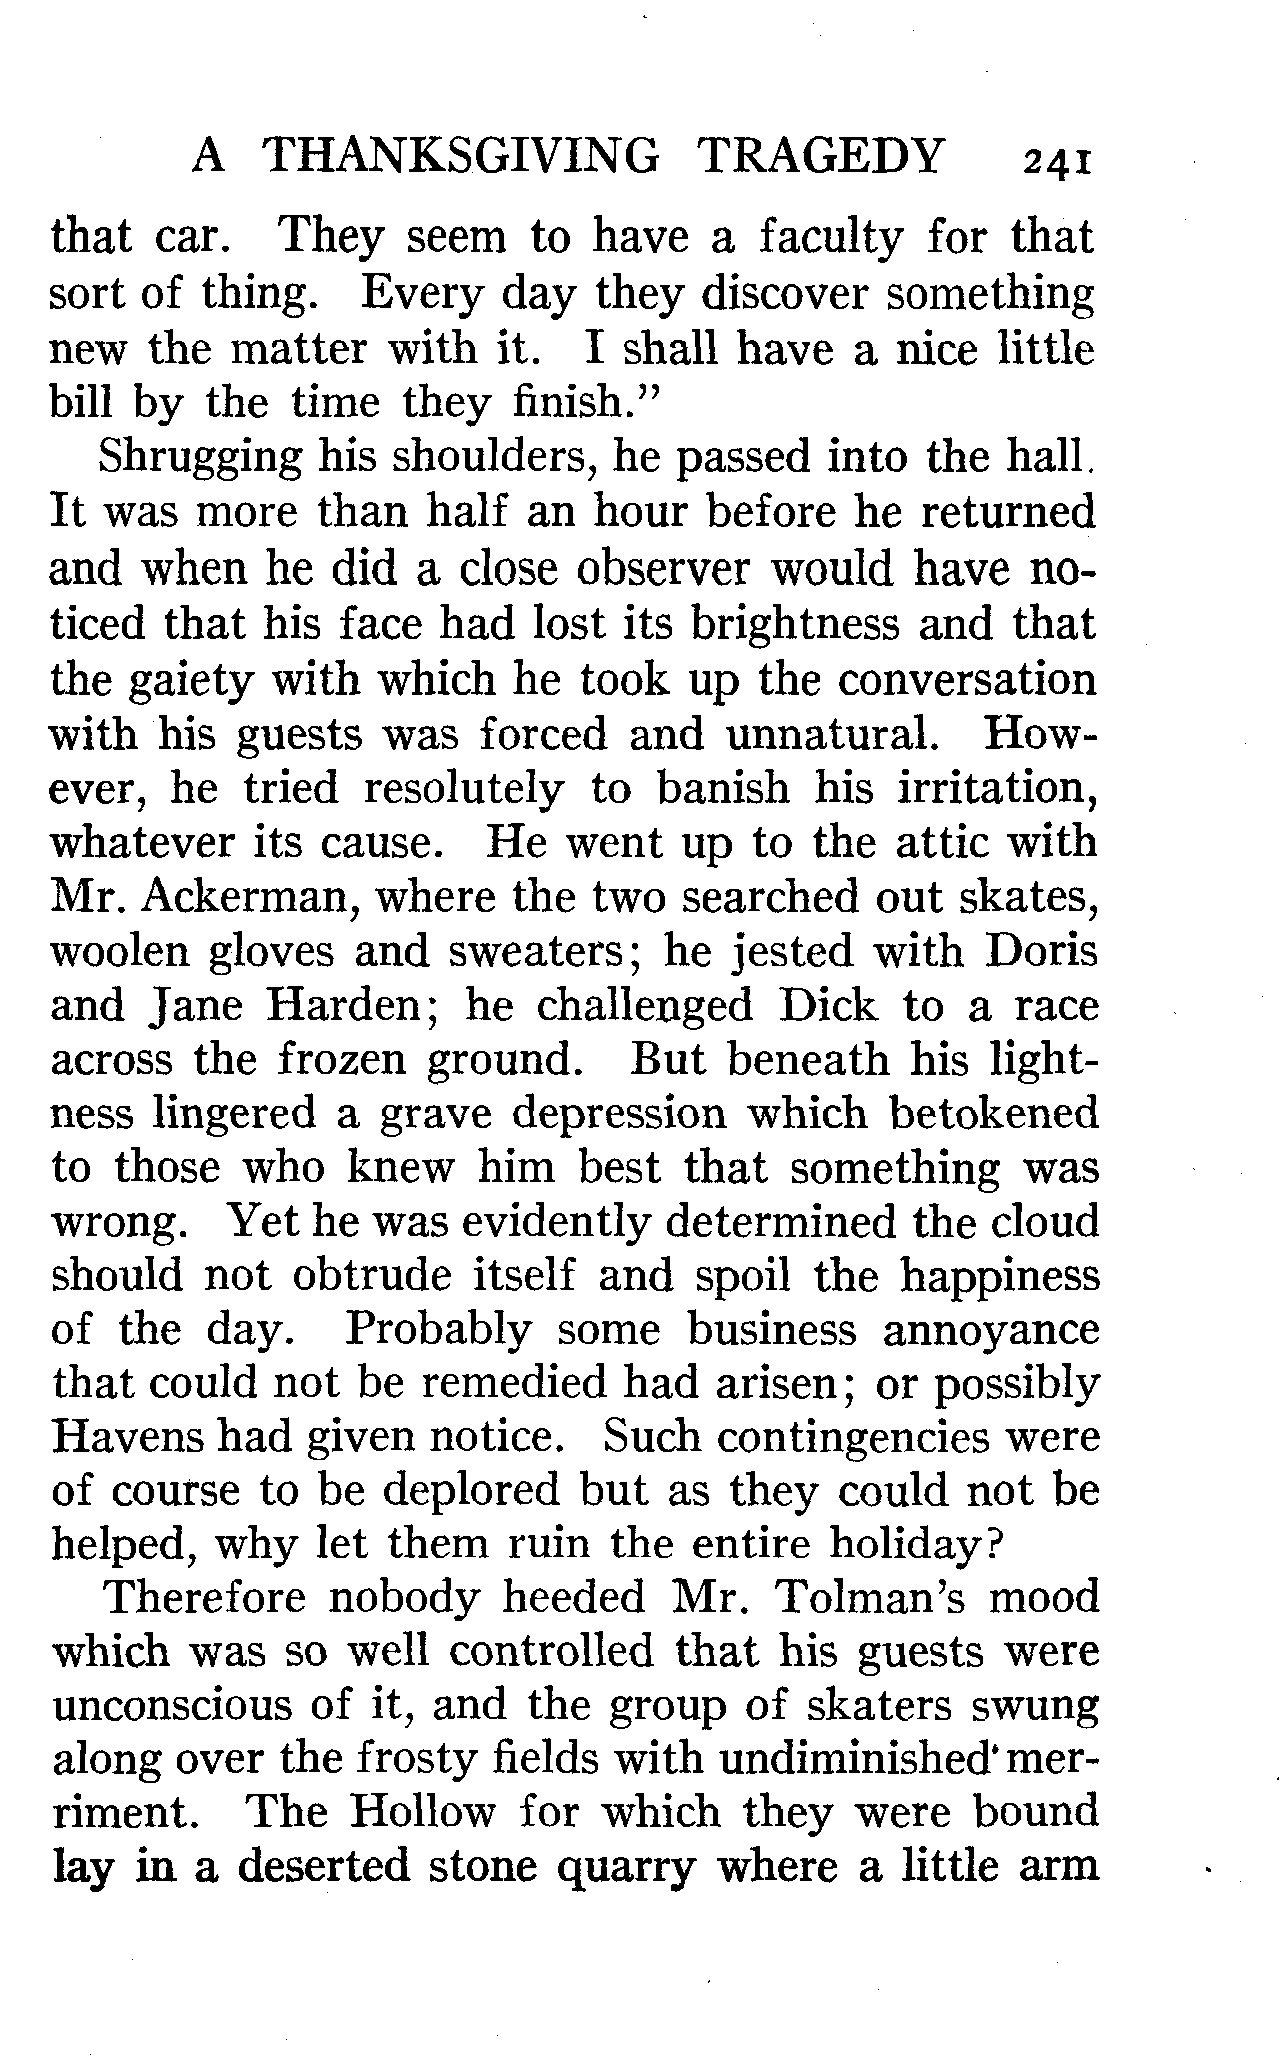 A THANKSGIVING TRAGEDY 241
that car. They seem to have a faculty for that
sort of thing. Every day they discover something
new the matter with it. I shall have a nice little
bill by the time they finish."
Shrugging his shoulders, he passed into the hall.
It was more than half an hour before he returned
and when he did a close observer would have no-
ticed that his face had lost its brightness and that
the gaiety with which he took up the conversation
with his guests was forced and unnatural. How-
ever, he tried resolutely to banish his irritation,
whatever its cause. He went up to the attic with
Mr. Ackerman, where the two searched out skates,
woolen gloves and sweaters; he jested with Doris
and Jane Harden; he challenged Dick to a race
across the frozen ground. But beneath his light-
ness lingered a grave depression which betokened
to those who knew him best that something was
wrong. Yet he was evidently determined the cloud
should not obtrude itself and spoil the happiness
of the day. Probably some business annoyance
that could not be remedied had arisen; or possibly
Havens had given notice. Such contingencies were
of course to be deplored but as they could not be
helped, why let them ruin the entire holiday?
Therefore nobody heeded Mr. Tolman's mood
which was so well controlled that his guests were
unconscious of it, and the group of skaters swung
along over the frosty fields with undiminished mer-
riment. The Hollow for which they were bound
lay in a deserted stone quarry where a little arm